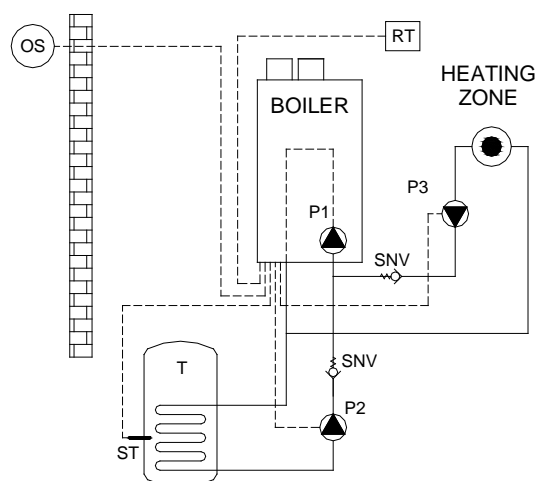 OS
RT
HEATING
ZONE
BOILER
P3
P1
SNV
SNV
T
P2
ST